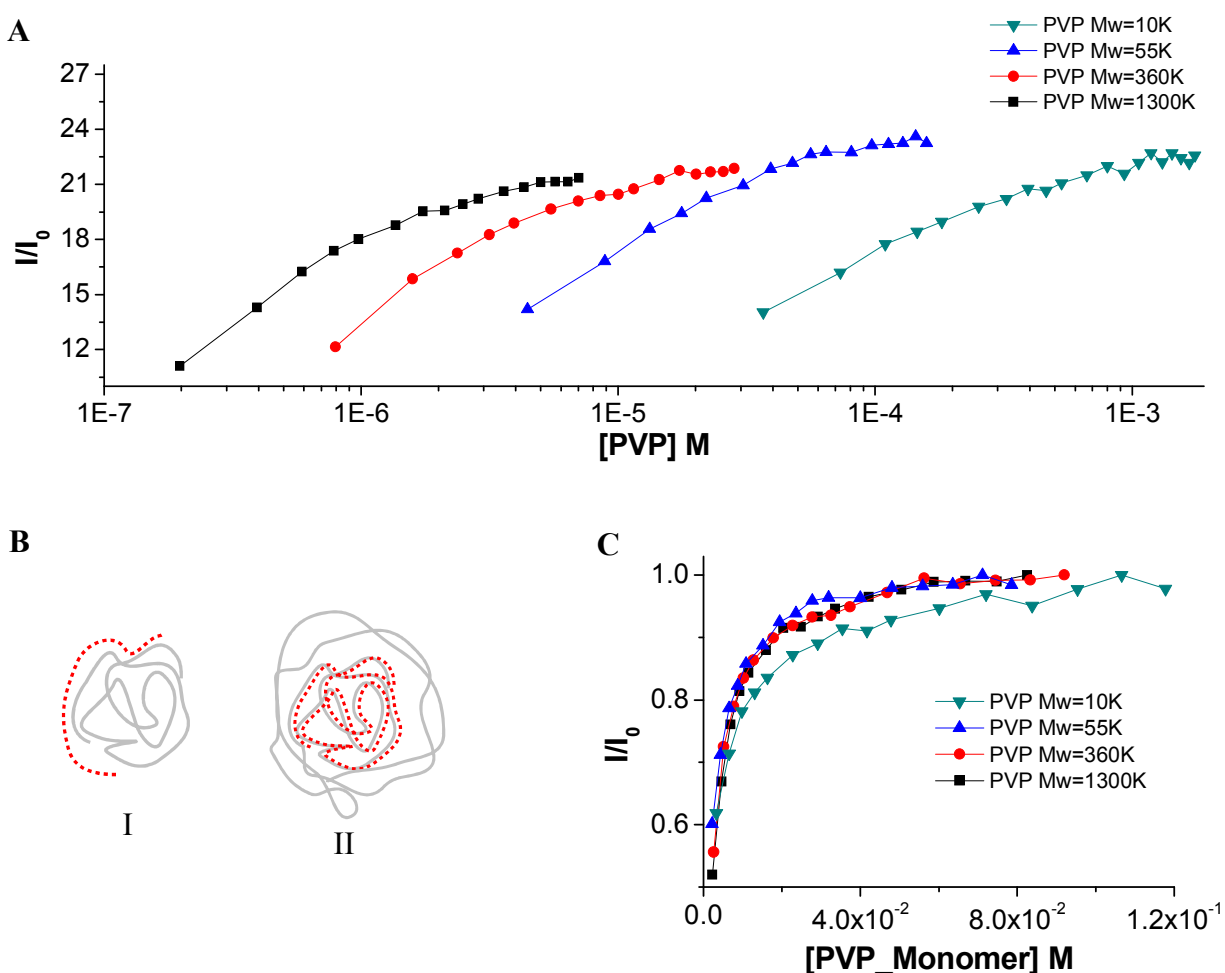 A
PVP Mw=10K
PVP Mw=55K
PVP Mw=360K
PVP Mw=1300K
27
24
21
18
15
12
I/I₀
1E-7
1E-6
1E-5
1E-4
1E-3
[PVP] M
B
I
II
C
1.0
0.8
0.6
I/I₀
PVP Mw=10K
PVP Mw=55K
PVP Mw=360K
PVP Mw=1300K
0.0
4.0x10⁻²
8.0x10⁻²
1.2x10⁻¹
[PVP_Monomer] M